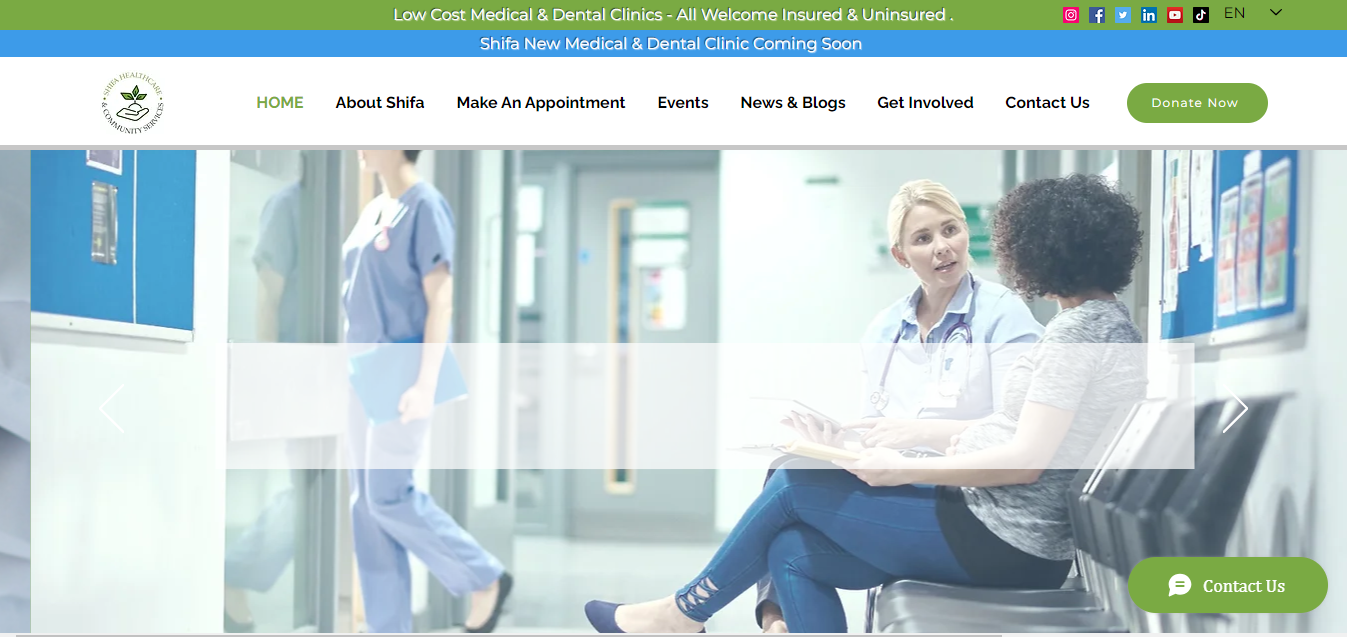 Low Cost Medical & Dental Clinics - All Welcome Insured & Uninsured .
EN
Shifa New Medical & Dental Clinic Coming Soon
SHIFA HEALTHCARE
& COMMUNITY SERVICES
HOME
About Shifa
Make An Appointment
Events
News & Blogs
Get Involved
Contact Us
Donate Now
Contact Us